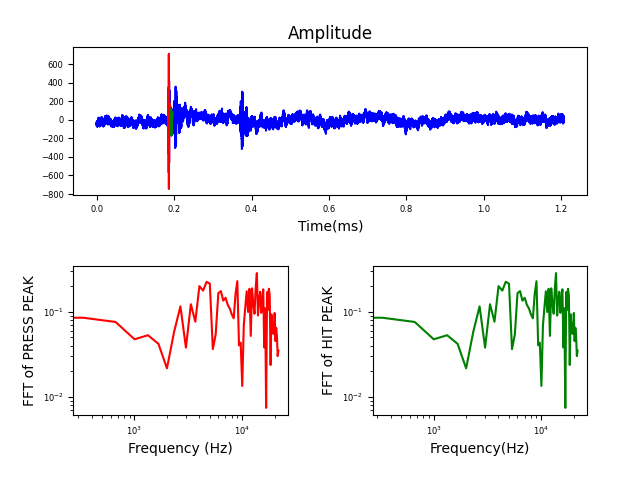 Amplitude
600
400
200
0
−200
−400
−600
−800
0.0 0.2 0.4 0.6 0.8 1.0 1.2
Time(ms)
FFT of PRESS PEAK
10⁻¹
10⁻²
10³ 10⁴
Frequency (Hz)
FFT of HIT PEAK
10⁻¹
10⁻²
10³ 10⁴
Frequency(Hz)